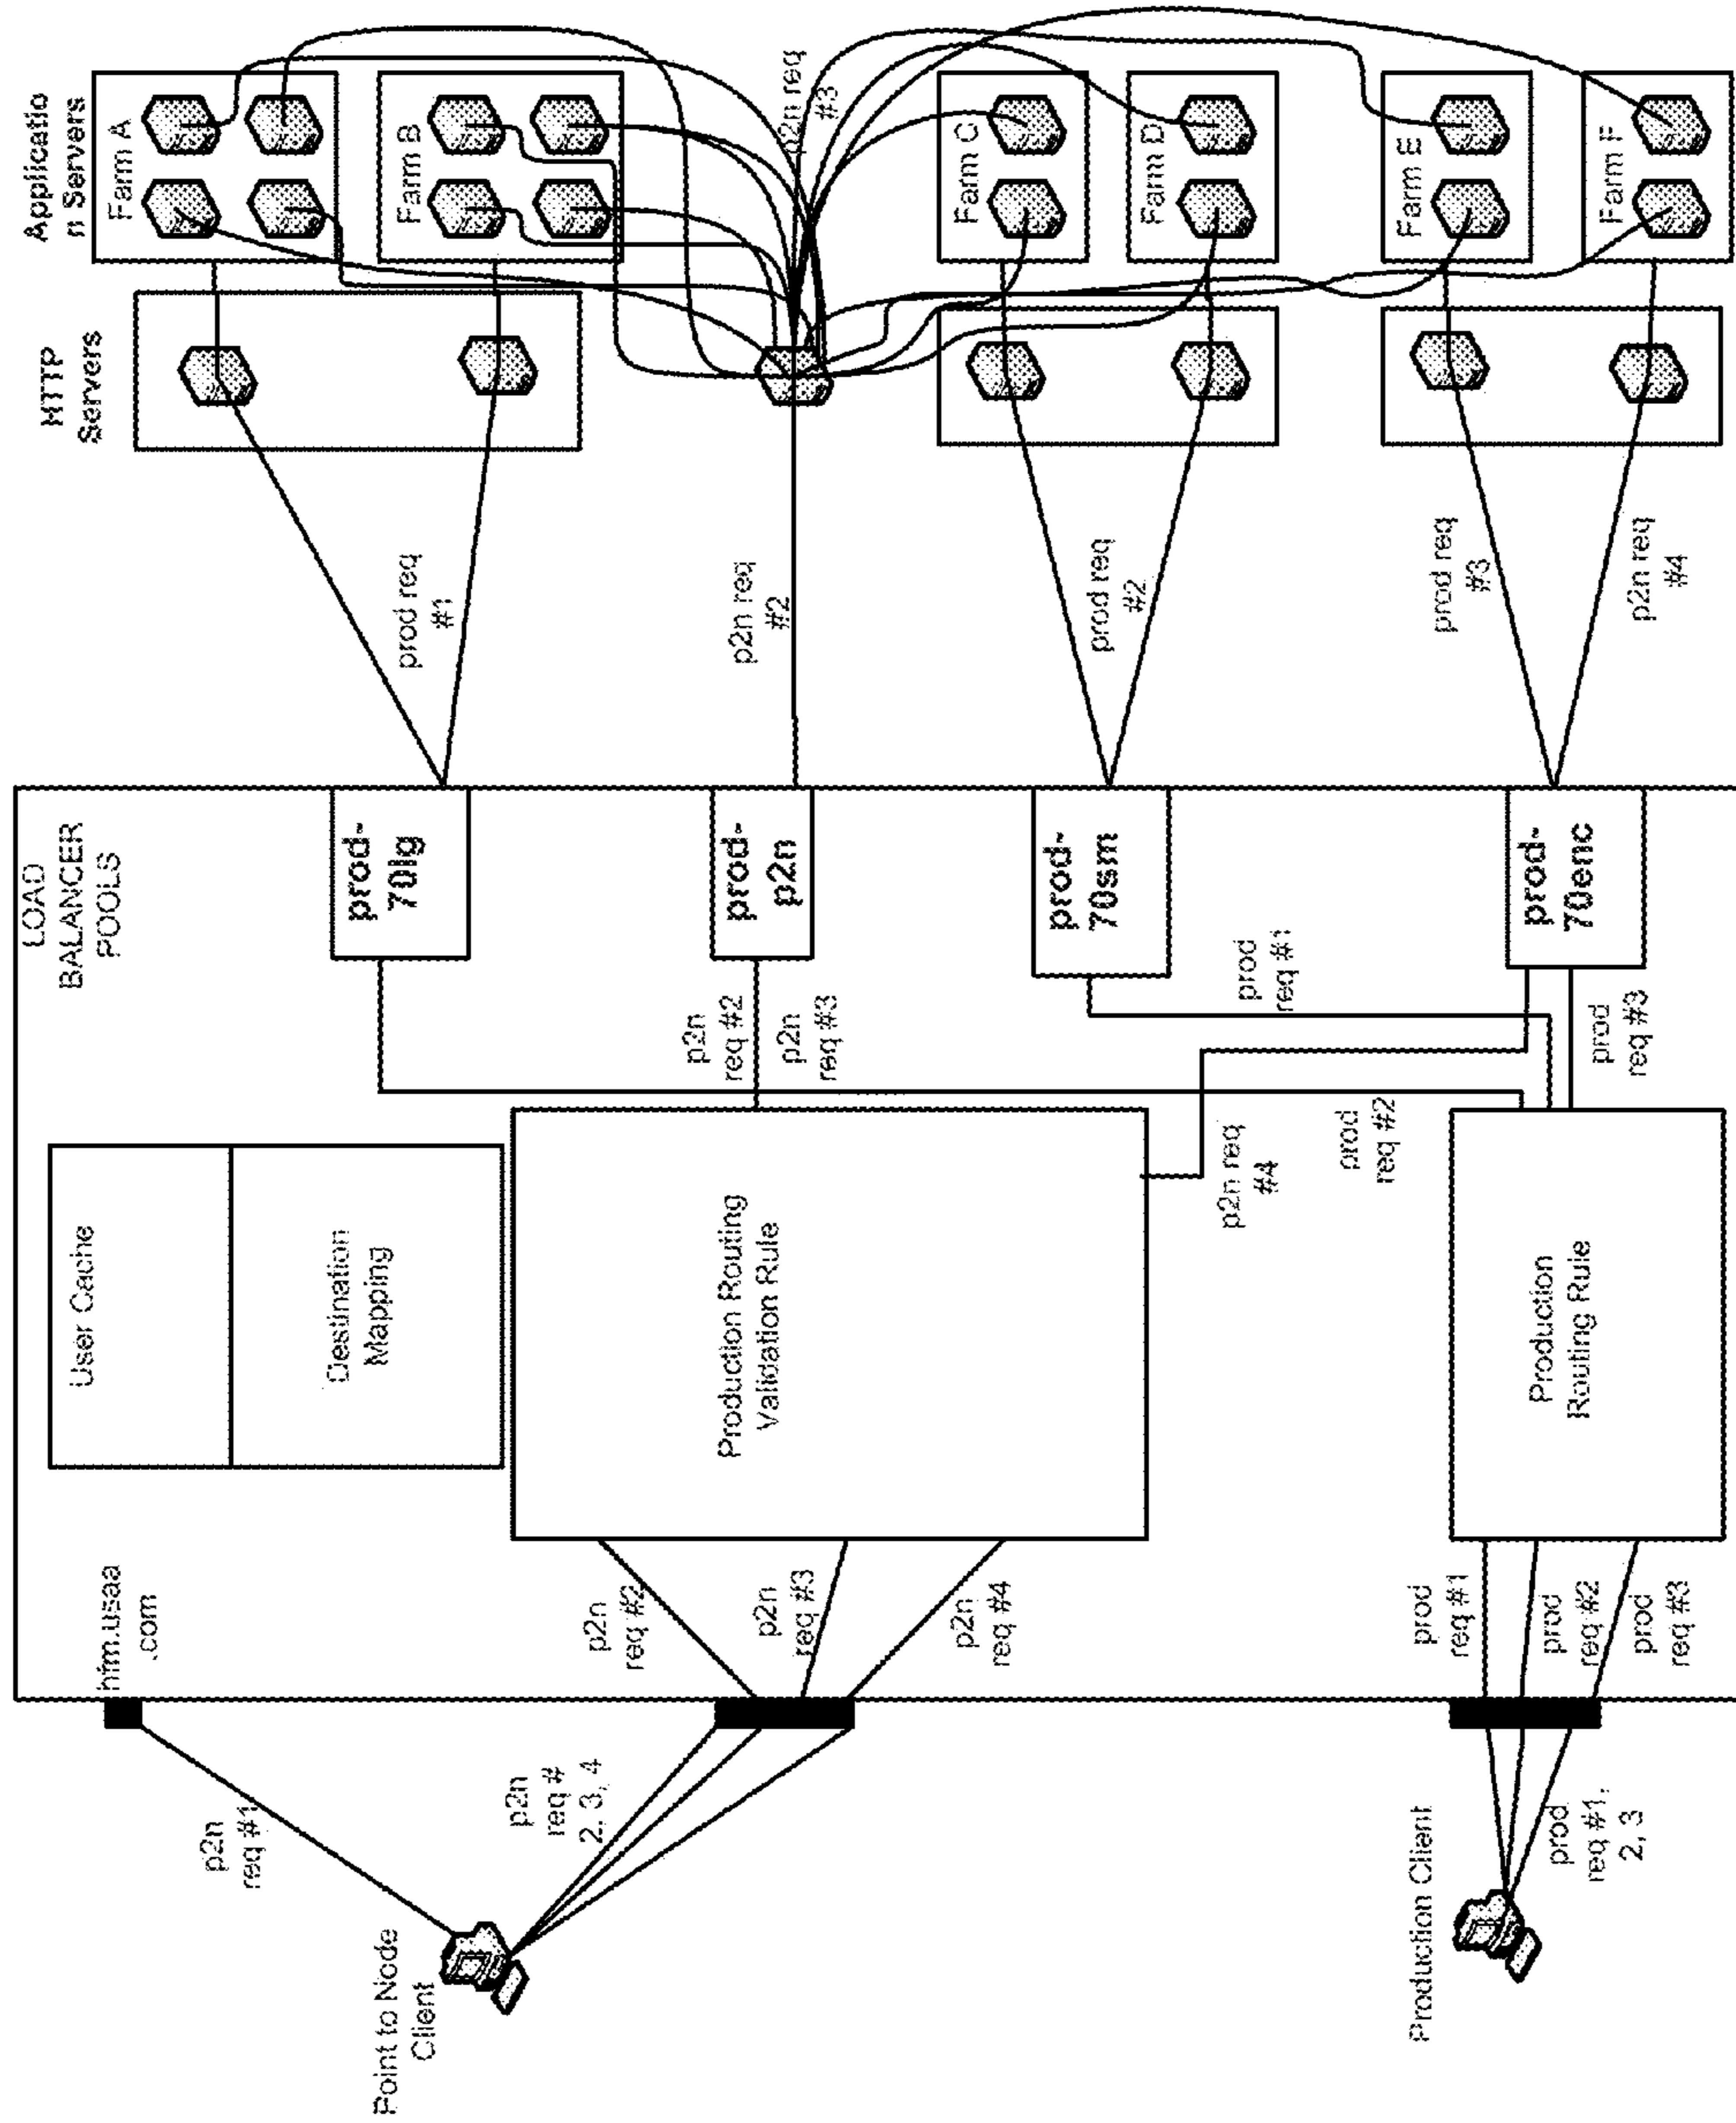 Point to Node
Client
p2n
req #1
p2n
req #
2, 3, 4
Production Client
prod
req #1,
2, 3
hfm.usaa
.com
LOAD
BALANCER
POOLS
User Cache
Destination
Mapping
p2n
req #2
p2n
req #3
p2n
req #4
Production Routing
Validation Rule
prod
req #1
prod
req #2
prod
req #3
Production
Routing Rule
p2n
req #2
p2n
req #3
p2n req
#4
prod
req #2
prod
req #1
prod
req #3
prod-
70lg
prod-
p2n
prod-
70sm
prod-
70enc
prod req
#1
p2n req
#2
prod req
#2
prod req
#3
p2n req
#4
HTTP
Servers
Applicatio
n Servers
Farm A
Farm B
p2n req
#3
Farm C
Farm D
Farm E
Farm F